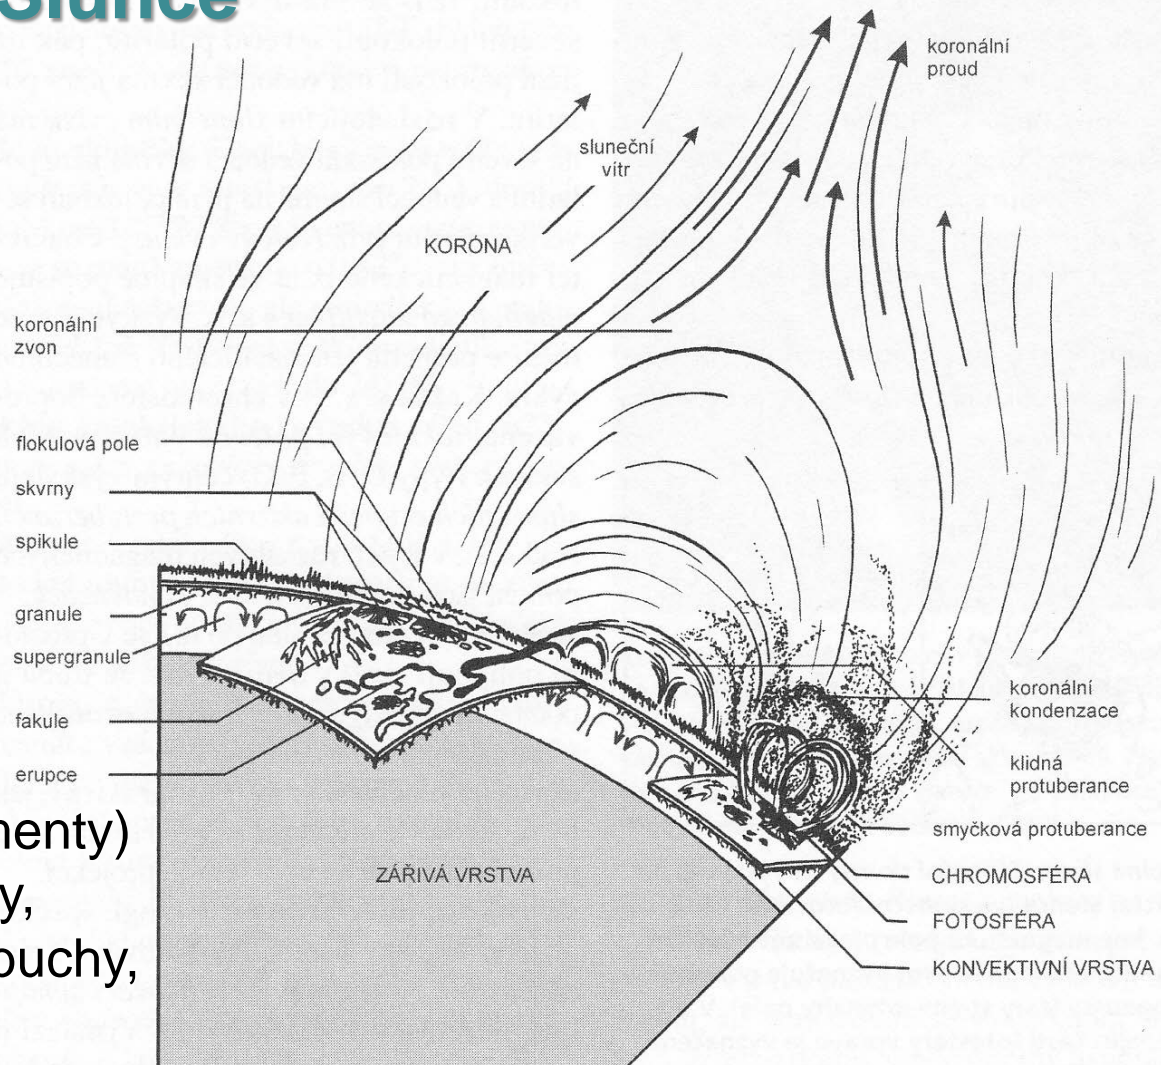 Slunce
koronální
proud
sluneční
vítr
KORÓNA
koronální
zvon
flokulová pole
skvrny
spikule
granule
supergranule
fakule
erupce
koronální
kondenzace
klidná
protuberance
smyčková protuberance
CHROMOSFÉRA
FOTOSFÉRA
KONVEKTIVNÍ VRSTVA
ZÁŘIVÁ VRSTVA
menty)
y,
ouchy,